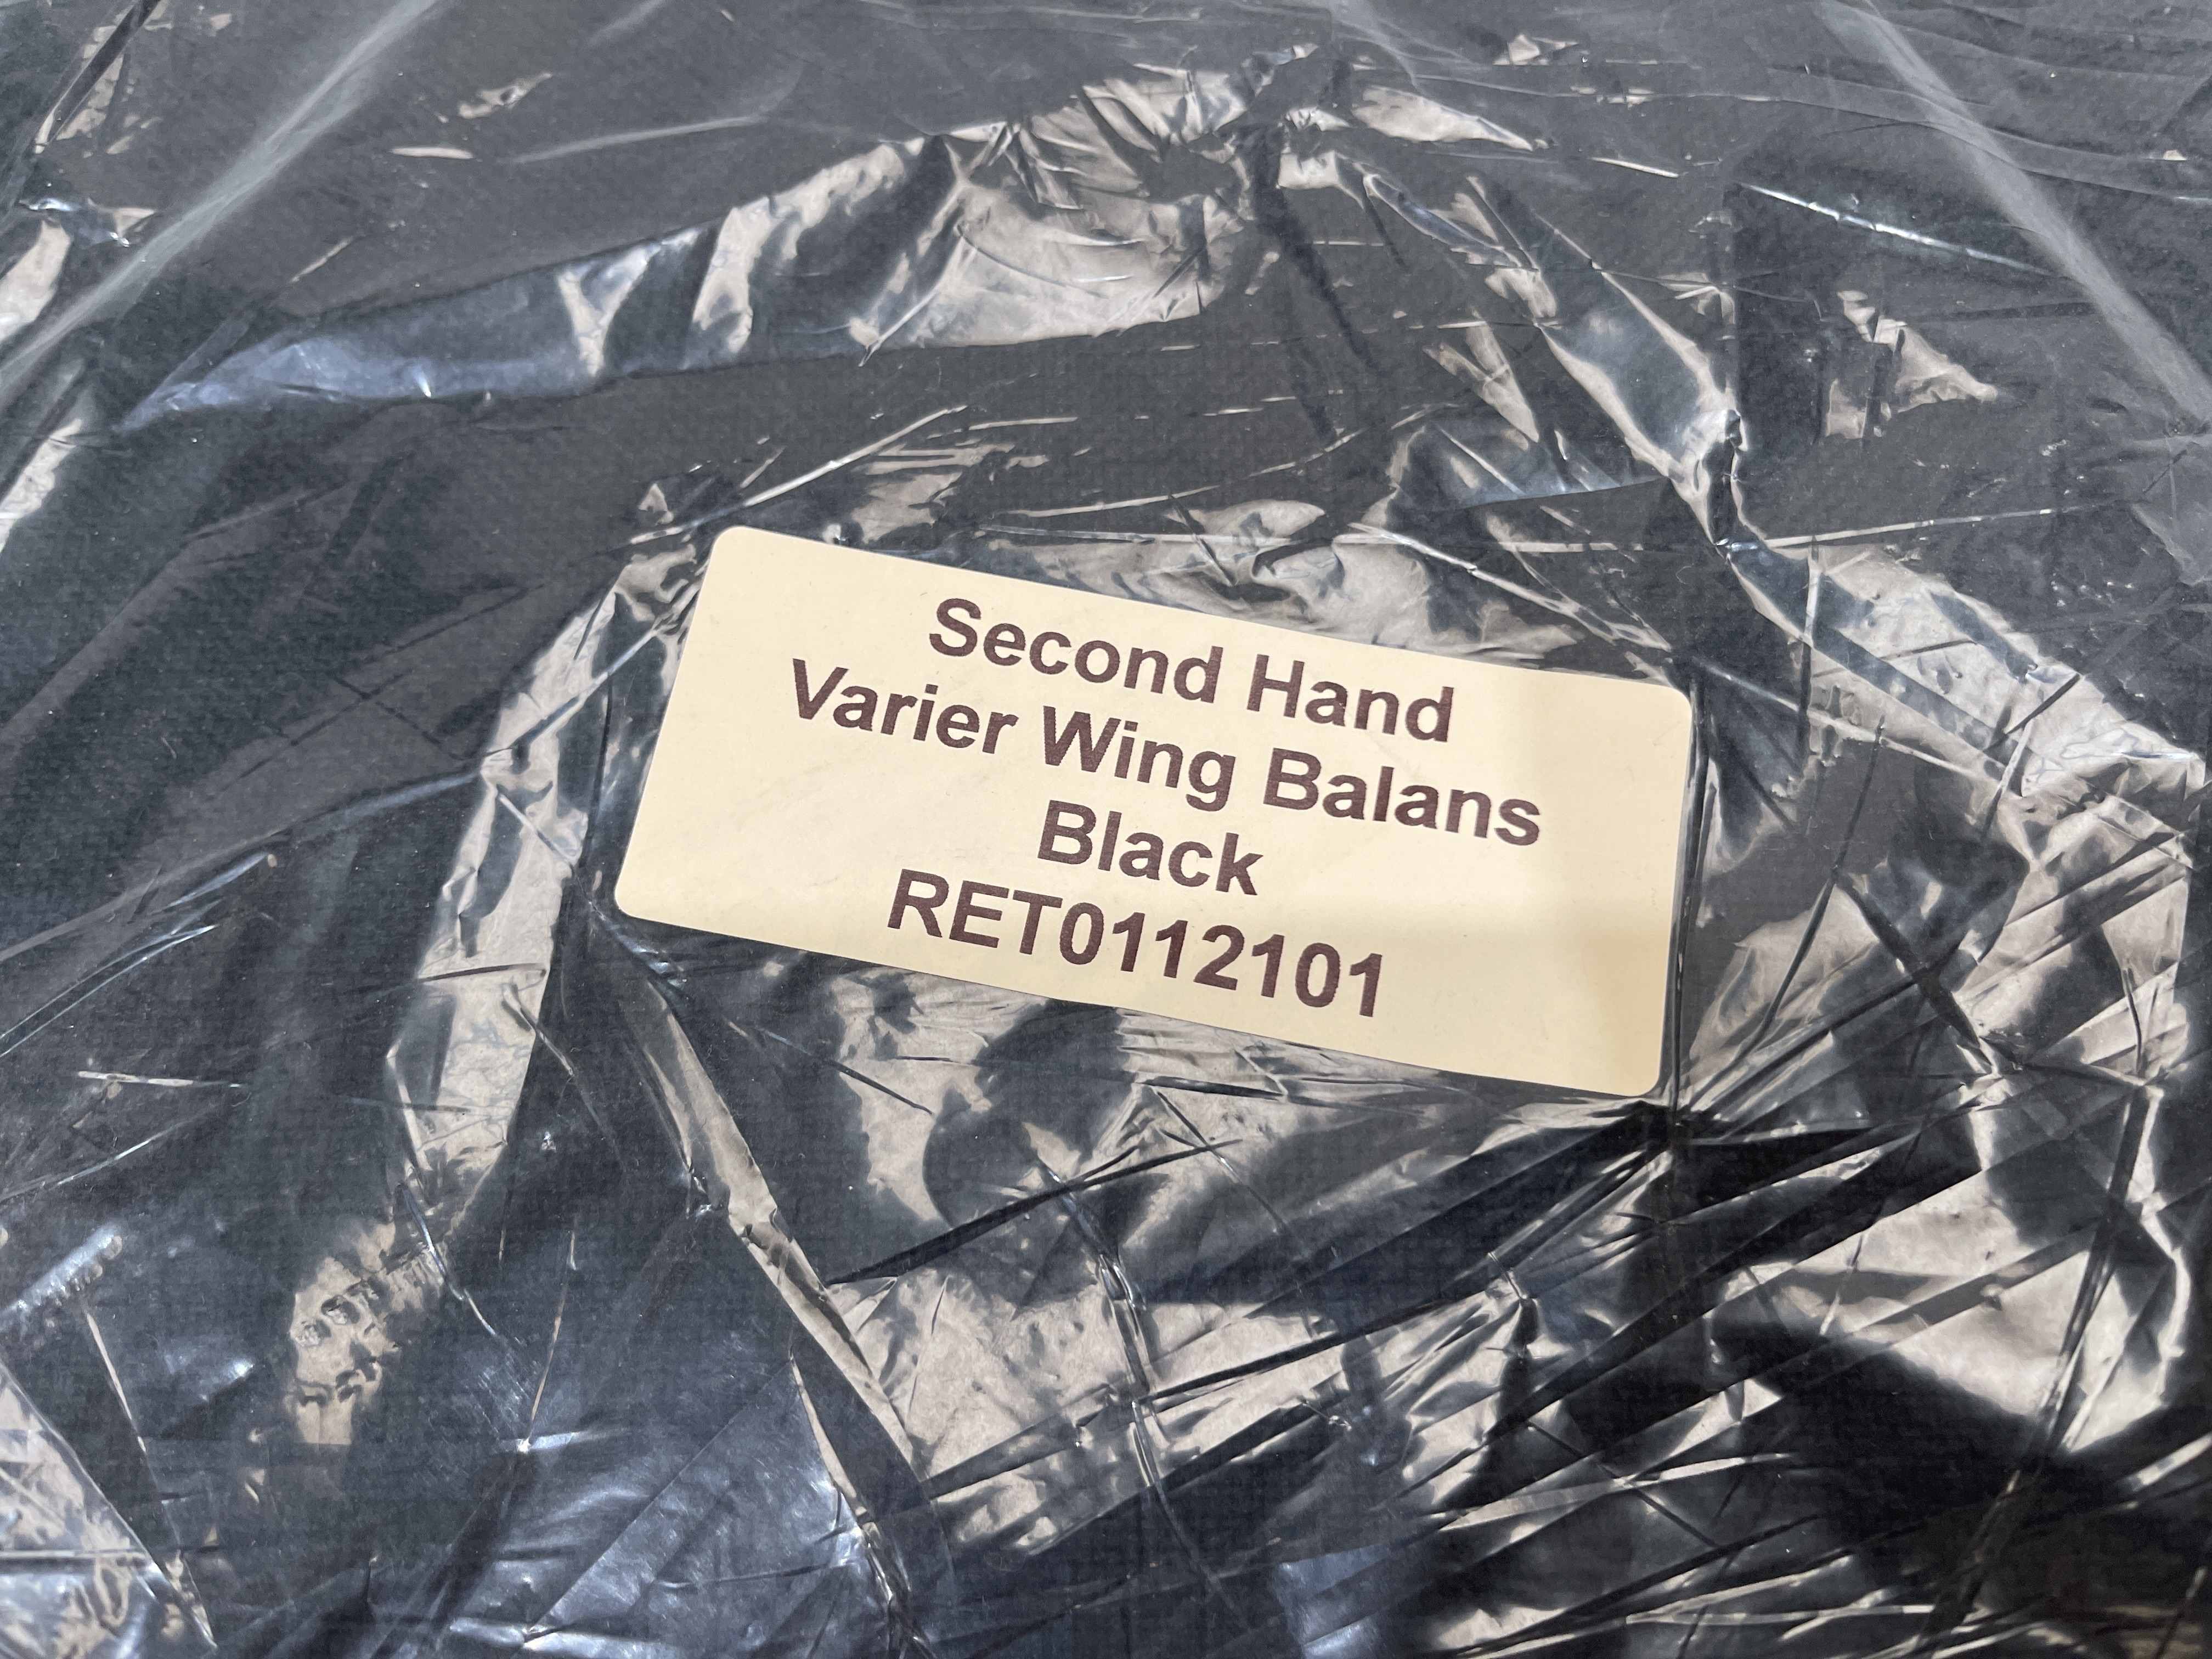 Second Hand
Varier Wing Balans
Black
RET0112101